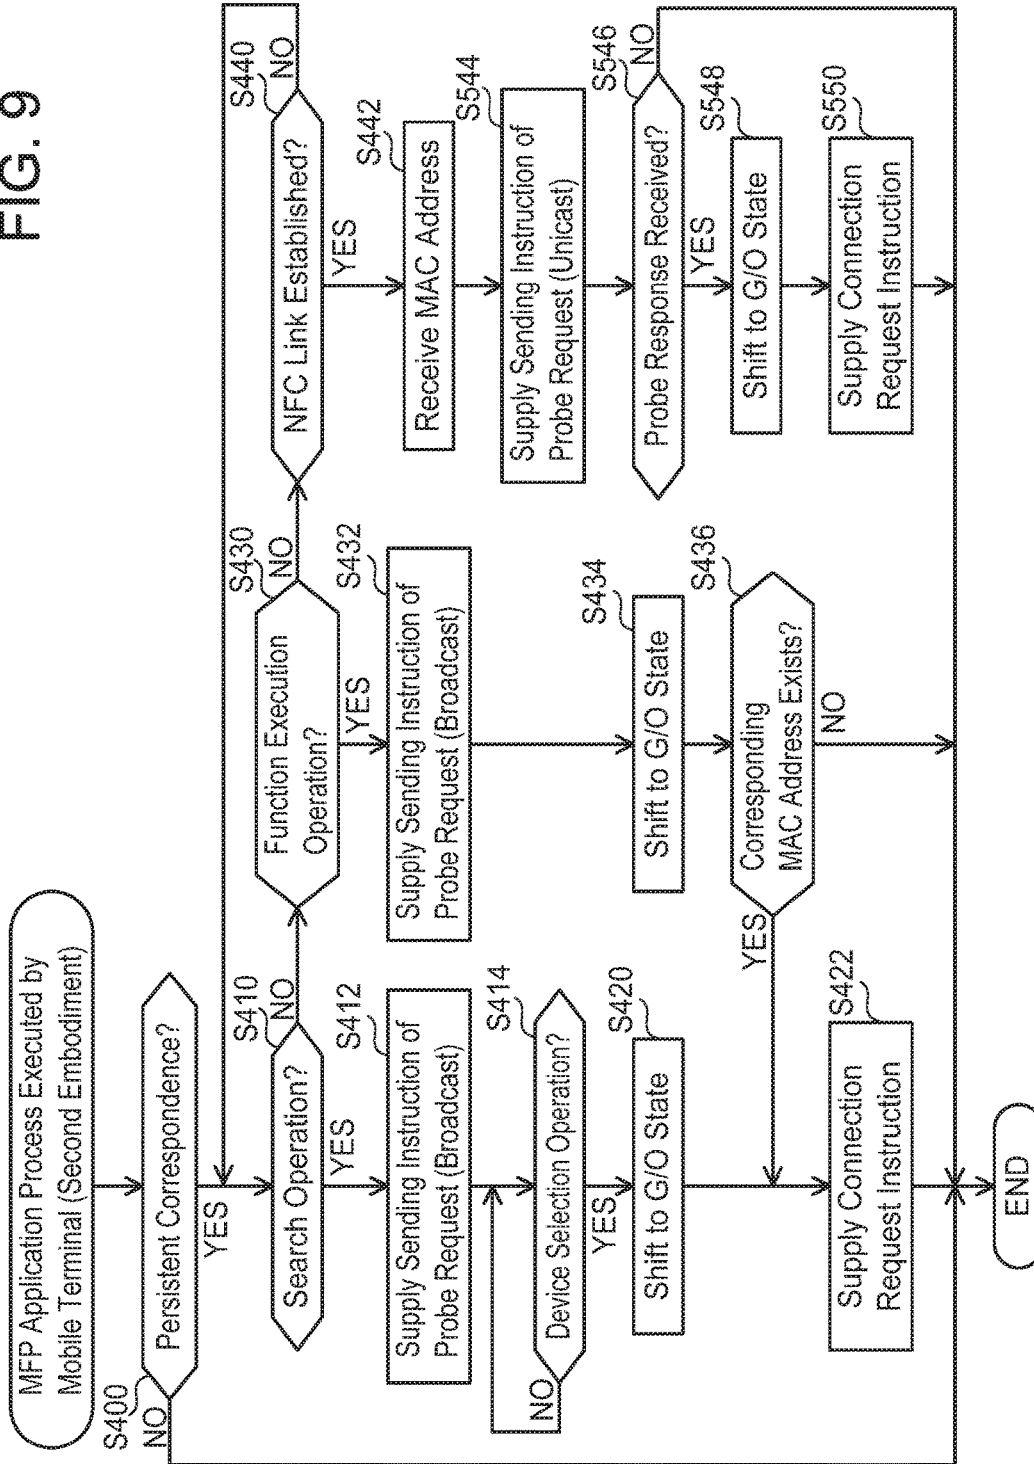 FIG. 9
MFP Application Process Executed by
Mobile Terminal (Second Embodiment)
S400
Persistent Correspondence?
NO
YES
S410
Search Operation?
NO
YES
S412
Supply Sending Instruction of
Probe Request (Broadcast)
S414
Device Selection Operation?
NO
YES
S420
Shift to G/O State
S422
Supply Connection
Request Instruction
END
S430
Function Execution
Operation?
NO
YES
S432
Supply Sending Instruction of
Probe Request (Broadcast)
S434
Shift to G/O State
S436
Corresponding
MAC Address Exists?
YES
NO
S440
NFC Link Established?
NO
YES
S442
Receive MAC Address
S544
Supply Sending Instruction of
Probe Request (Unicast)
S546
Probe Response Received?
NO
YES
S548
Shift to G/O State
S550
Supply Connection
Request Instruction